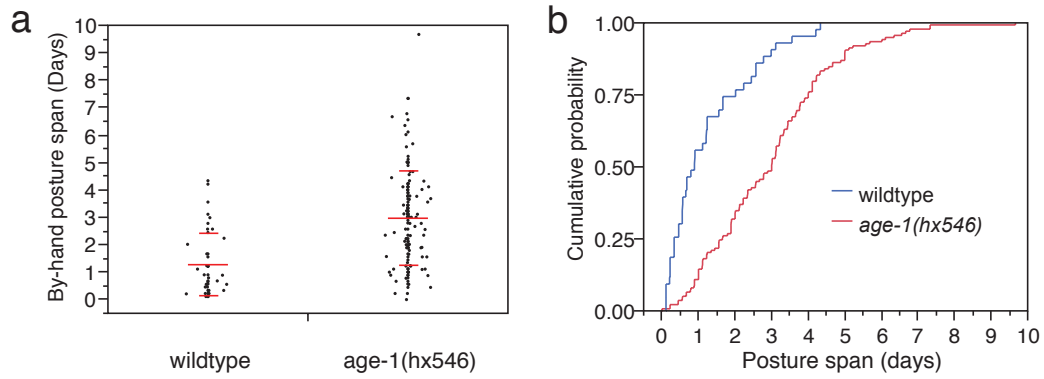 a
By-hand posture span (Days)
10
9
8
7
6
5
4
3
2
1
0
wildtype
age-1(hx546)
b
Cumulative probability
1.00
0.75
0.50
0.25
0.00
wildtype
age-1(hx546)
0 1 2 3 4 5 6 7 8 9 10
Posture span (days)